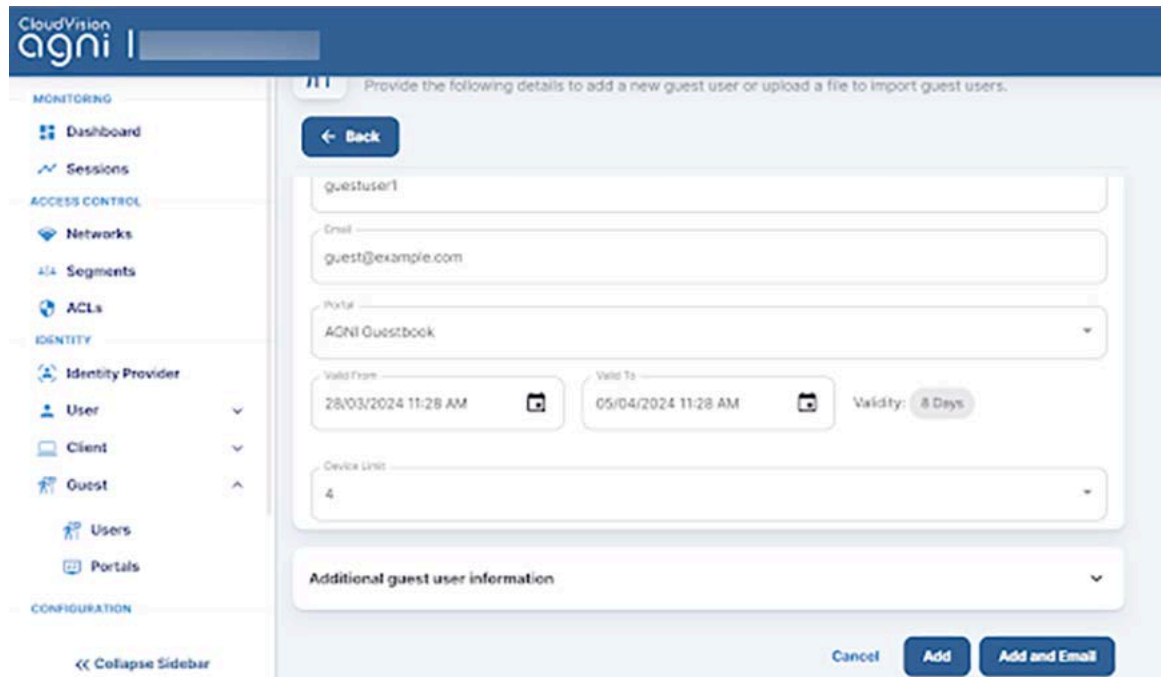 CloudVision
agni |
Provide the following details to add a new guest user or upload a file to import guest users.
MONITORING
Dashboard
Sessions
ACCESS CONTROL
Networks
Segments
ACLs
IDENTITY
Identity Provider
User
Client
Guest
Users
Portals
CONFIGURATION
<< Collapse Sidebar
← Back
guestuser1
Email
guest@example.com
Portal
AGNI Guestbook
Valid From
28/03/2024 11:28 AM
Valid To
05/04/2024 11:28 AM
Validity: 8 Days
Device Limit
4
Additional guest user information
Cancel
Add
Add and Email